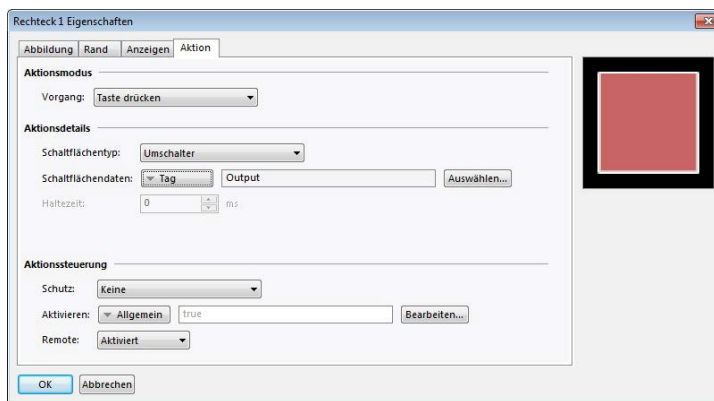 Rechteck 1 Eigenschaften
Abbildung Rand Anzeigen Aktion
Aktionsmodus
Vorgang: Taste drücken
Aktionsdetails
Schaltflächentyp: Umschalter
Schaltflächendaten: Tag Output Auswählen...
Haltezeit: 0 ms
Aktionssteuerung
Schutz: Keine
Aktivieren: Allgemein true Bearbeiten...
Remote: Aktiviert
OK Abbrechen